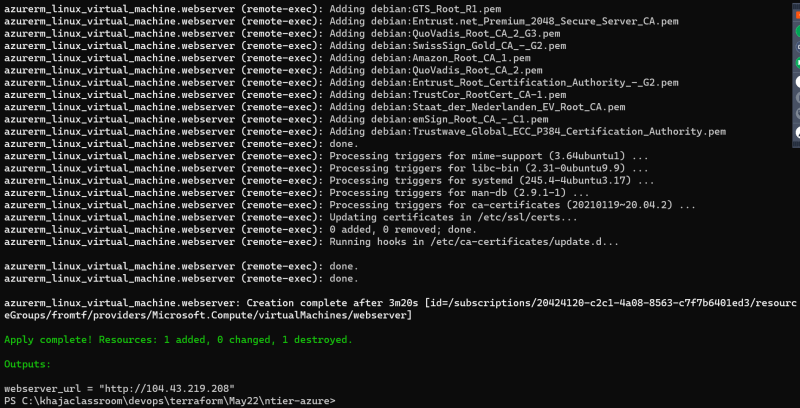 azurerm_linux_virtual_machine.webserver (remote-exec): Adding debian:GTS_Root_R1.pem
azurerm_linux_virtual_machine.webserver (remote-exec): Adding debian:Entrust.net_Premium_2048_Secure_Server_CA.pem
azurerm_linux_virtual_machine.webserver (remote-exec): Adding debian:QuoVadis_Root_CA_2_G3.pem
azurerm_linux_virtual_machine.webserver (remote-exec): Adding debian:SwissSign_Gold_CA_-_G2.pem
azurerm_linux_virtual_machine.webserver (remote-exec): Adding debian:Amazon_Root_CA_1.pem
azurerm_linux_virtual_machine.webserver (remote-exec): Adding debian:QuoVadis_Root_CA_2.pem
azurerm_linux_virtual_machine.webserver (remote-exec): Adding debian:Entrust_Root_Certification_Authority_-_G2.pem
azurerm_linux_virtual_machine.webserver (remote-exec): Adding debian:TrustCor_RootCert_CA-1.pem
azurerm_linux_virtual_machine.webserver (remote-exec): Adding debian:Staat_der_Nederlanden_EV_Root_CA.pem
azurerm_linux_virtual_machine.webserver (remote-exec): Adding debian:emSign_Root_CA_-_C1.pem
azurerm_linux_virtual_machine.webserver (remote-exec): Adding debian:Trustwave_Global_ECC_P384_Certification_Authority.pem
azurerm_linux_virtual_machine.webserver (remote-exec): done.
azurerm_linux_virtual_machine.webserver (remote-exec): Processing triggers for mime-support (3.64ubuntu1) ...
azurerm_linux_virtual_machine.webserver (remote-exec): Processing triggers for libc-bin (2.31-0ubuntu9.9) ...
azurerm_linux_virtual_machine.webserver (remote-exec): Processing triggers for systemd (245.4-4ubuntu3.17) ...
azurerm_linux_virtual_machine.webserver (remote-exec): Processing triggers for man-db (2.9.1-1) ...
azurerm_linux_virtual_machine.webserver (remote-exec): Processing triggers for ca-certificates (20210119~20.04.2) ...
azurerm_linux_virtual_machine.webserver (remote-exec): Updating certificates in /etc/ssl/certs...
azurerm_linux_virtual_machine.webserver (remote-exec): 0 added, 0 removed; done.
azurerm_linux_virtual_machine.webserver (remote-exec): Running hooks in /etc/ca-certificates/update.d...
azurerm_linux_virtual_machine.webserver (remote-exec): done.
azurerm_linux_virtual_machine.webserver (remote-exec): done.
azurerm_linux_virtual_machine.webserver: Creation complete after 3m20s [id=/subscriptions/20424120-c2c1-4a08-8563-c7f7b6401ed3/resour
ceGroups/fromtf/providers/Microsoft.Compute/virtualMachines/webserver]
Apply complete! Resources: 1 added, 0 changed, 1 destroyed.
Outputs:
webserver_url = "http://104.43.219.208"
PS C:\khajaclassroom\devops\terraform\May22\ntier-azure>